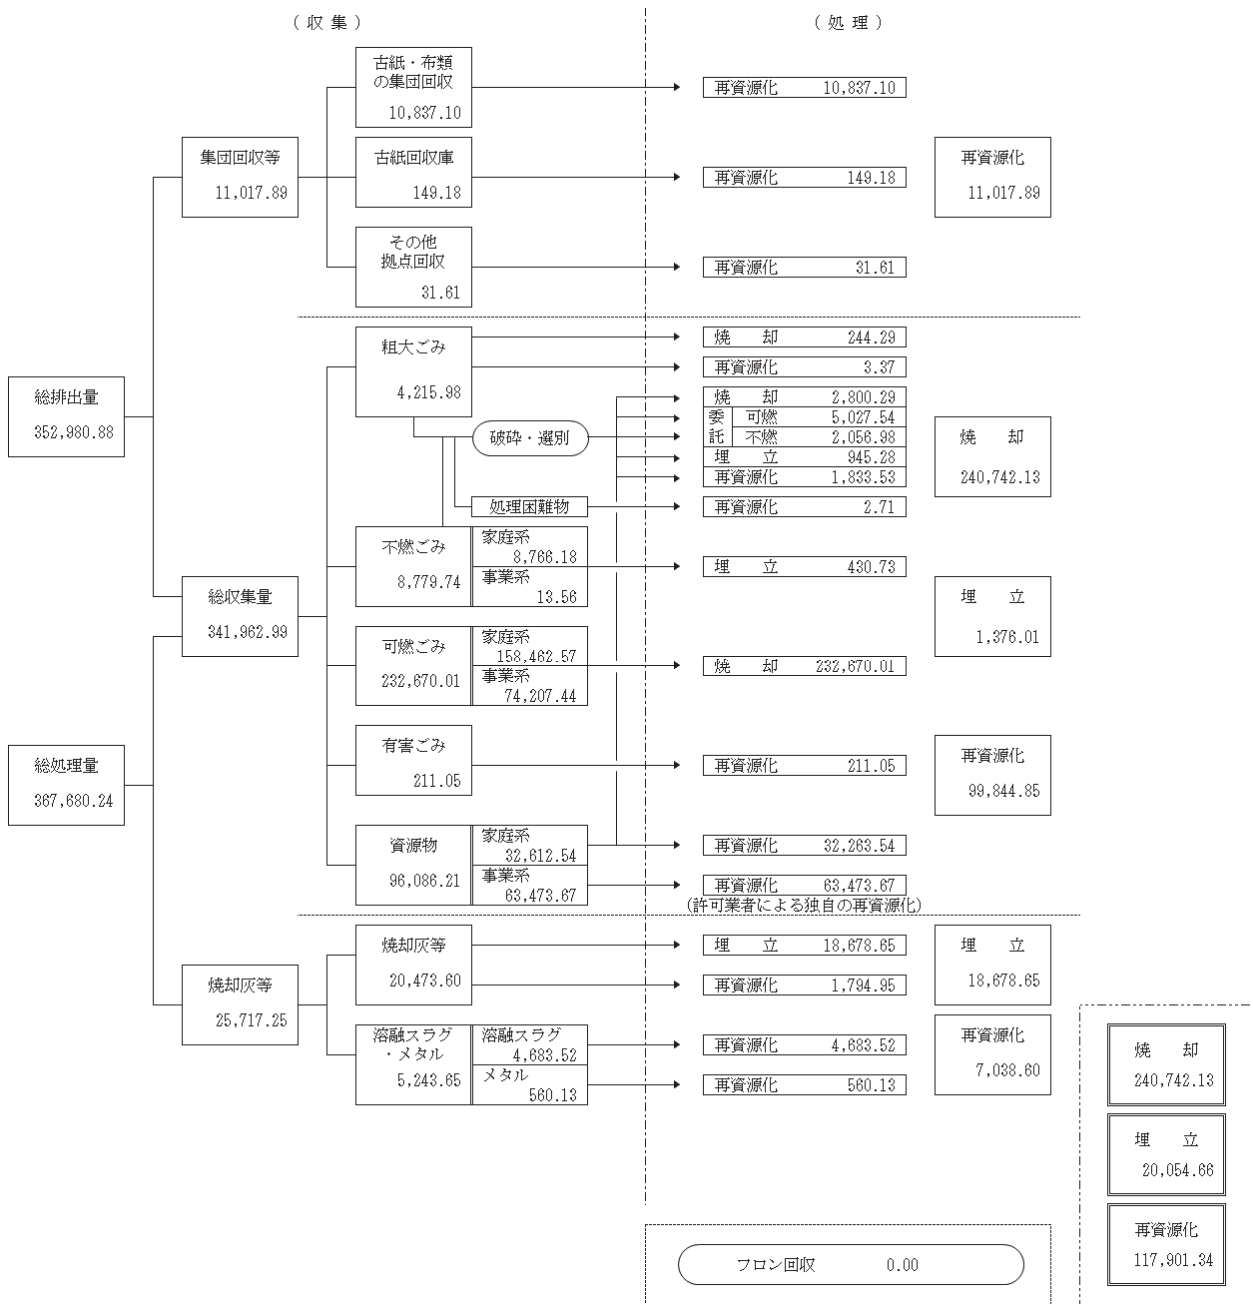 （収集）
（処理）
古紙・布類
の集団回収
10,837.10
再資源化 10,837.10
集団回収等
11,017.89
古紙回収庫
149.18
再資源化 149.18
再資源化
11,017.89
その他
拠点回収
31.61
再資源化 31.61
総排出量
352,980.88
粗大ごみ
4,215.98
焼却 244.29
再資源化 3.37
破砕・選別
焼却 2,800.29
委託
可燃 5,027.54
不燃 2,056.98
埋立 945.28
再資源化 1,833.53
焼却
240,742.13
処理困難物
再資源化 2.71
不燃ごみ
8,779.74
家庭系
8,766.18
事業系
13.56
埋立 430.73
総収集量
341,962.99
埋立
1,376.01
可燃ごみ
232,670.01
家庭系
158,462.57
事業系
74,207.44
焼却 232,670.01
総処理量
367,680.24
有害ごみ
211.05
再資源化 211.05
再資源化
99,844.85
資源物
96,086.21
家庭系
32,612.54
事業系
63,473.67
再資源化 32,263.54
再資源化 63,473.67
(許可業者による独自の再資源化)
焼却灰等
25,717.25
焼却灰等
20,473.60
埋立 18,678.65
再資源化 1,794.95
埋立
18,678.65
溶融スラグ
・メタル
5,243.65
溶融スラグ
4,683.52
メタル
560.13
再資源化 4,683.52
再資源化 560.13
再資源化
7,038.60
焼却
240,742.13
埋立
20,054.66
再資源化
117,901.34
フロン回収 0.00